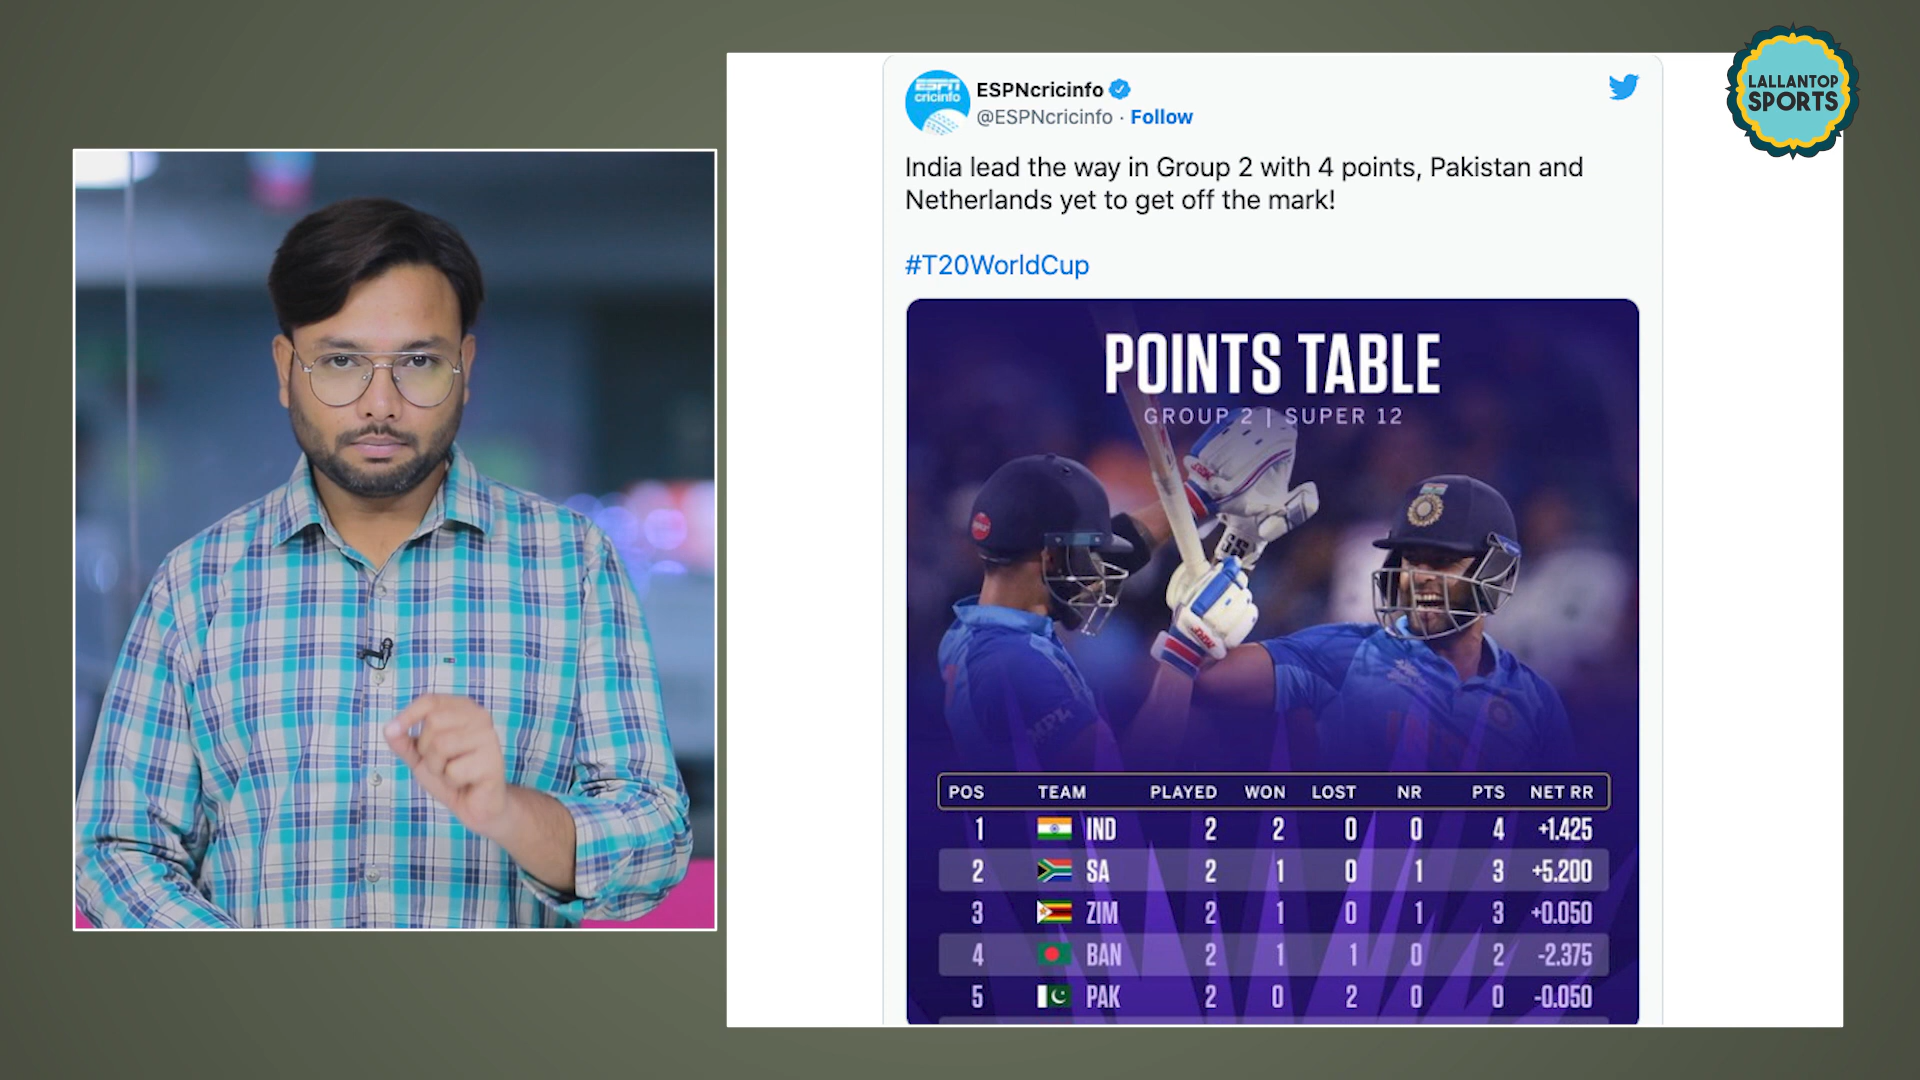 LALLANTOP
SPORTS
ESPN
cricinfo
ESPNcricinfo
@ESPNcricinfo · Follow
India lead the way in Group 2 with 4 points, Pakistan and
Netherlands yet to get off the mark!
#T20WorldCup
POINTS TABLE
GROUP 2 | SUPER 12
SS
MPL
POS TEAM PLAYED WON LOST NR PTS NET RR
1 IND 2 2 0 0 4 +1.425
2 SA 2 1 0 1 3 +5.200
3 ZIM 2 1 0 1 3 +0.050
4 BAN 2 1 1 0 2 -2.375
5 PAK 2 0 2 0 0 -0.050